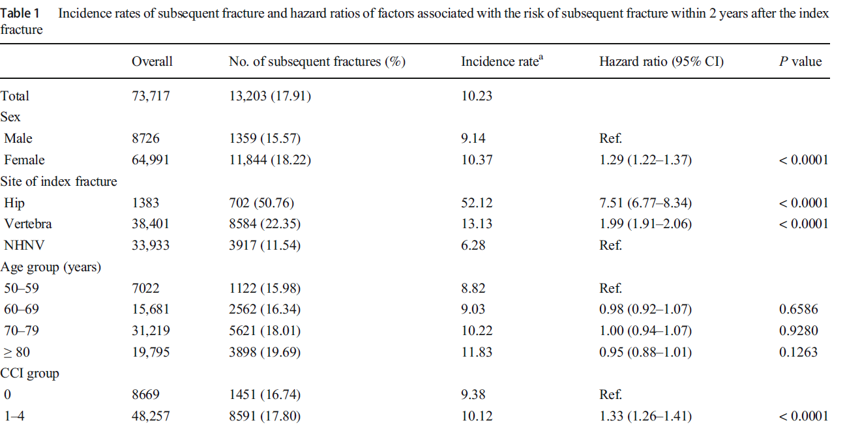 Table 1 Incidence rates of subsequent fracture and hazard ratios of factors associated with the risk of subsequent fracture within 2 years after the index
fracture
Overall No. of subsequent fractures (%) Incidence rateᵃ Hazard ratio (95% CI) P value
Total 73,717 13,203 (17.91) 10.23
Sex
Male 8726 1359 (15.57) 9.14 Ref.
Female 64,991 11,844 (18.22) 10.37 1.29 (1.22–1.37) < 0.0001
Site of index fracture
Hip 1383 702 (50.76) 52.12 7.51 (6.77–8.34) < 0.0001
Vertebra 38,401 8584 (22.35) 13.13 1.99 (1.91–2.06) < 0.0001
NHNV 33,933 3917 (11.54) 6.28 Ref.
Age group (years)
50–59 7022 1122 (15.98) 8.82 Ref.
60–69 15,681 2562 (16.34) 9.03 0.98 (0.92–1.07) 0.6586
70–79 31,219 5621 (18.01) 10.22 1.00 (0.94–1.07) 0.9280
≥ 80 19,795 3898 (19.69) 11.83 0.95 (0.88–1.01) 0.1263
CCI group
0 8669 1451 (16.74) 9.38 Ref.
1–4 48,257 8591 (17.80) 10.12 1.33 (1.26–1.41) < 0.0001